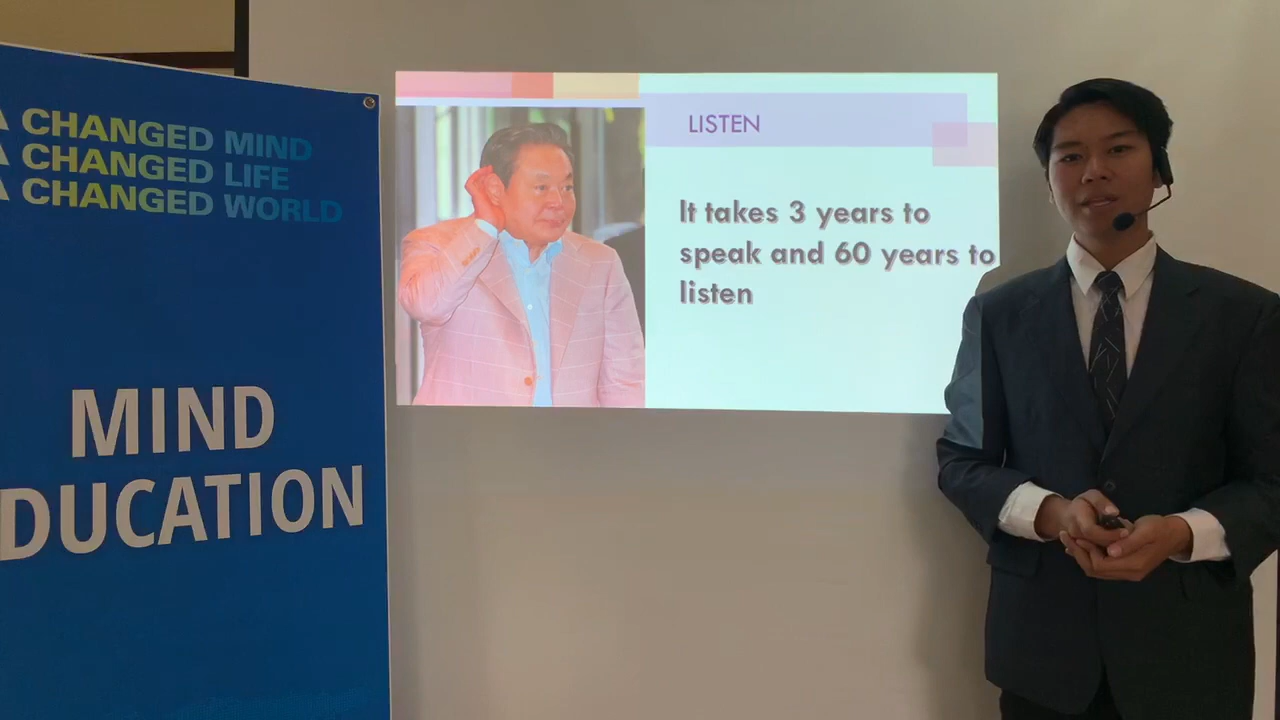 A CHANGED MIND
A CHANGED LIFE
A CHANGED WORLD
MIND
DUCATION
LISTEN
It takes 3 years to
speak and 60 years to
listen